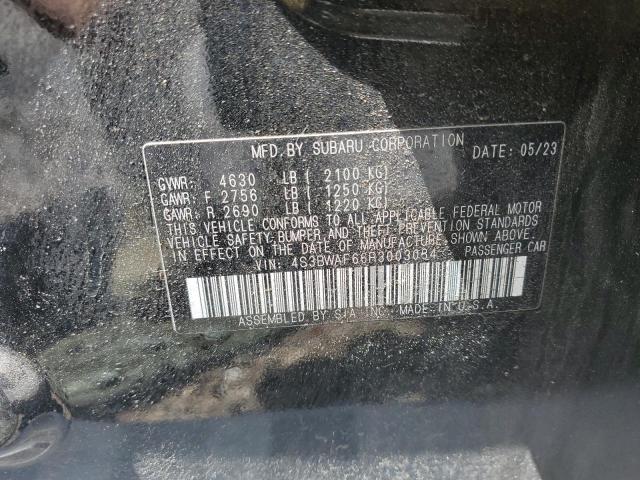 MFD.BY SUBARU CORPORATION DATE: 05/23
GVWR: 4630 LB ( 2100 KG)
GAWR: F 2756 LB ( 1250 KG)
GAWR: R 2690 LB ( 1220 KG)
THIS VEHICLE CONFORMS TO ALL APPLICABLE FEDERAL MOTOR
VEHICLE SAFETY,BUMPER AND THEFT PREVENTION STANDARDS
IN EFFECT ON THE DATE OF MANUFACTURE SHOWN ABOVE.
VIN: 4S3BWAF66R3003084 PASSENGER CAR
ASSEMBLED BY S.I.A.,INC. MADE IN U.S.A